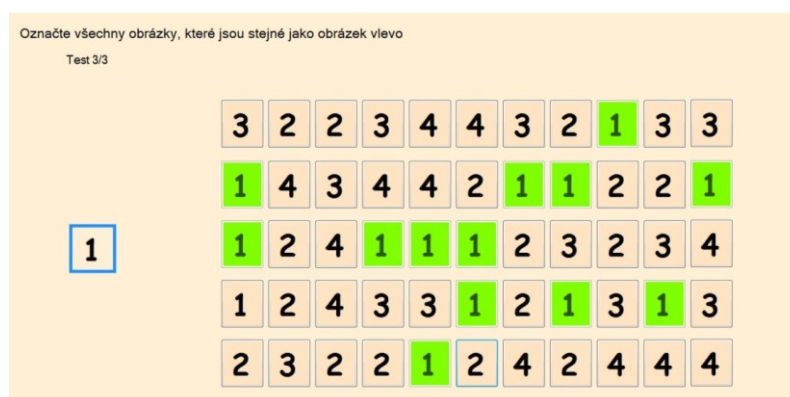 Označte všechny obrázky, které jsou stejné jako obrázek vlevo
Test 3/3
3 2 2 3 4 4 3 2 1 3 3
1 4 3 4 4 2 1 1 2 2 1
1
1 2 4 1 1 1 2 3 2 3 4
1 2 4 3 3 1 2 1 3 1 3
2 3 2 2 1 2 4 2 4 4 4